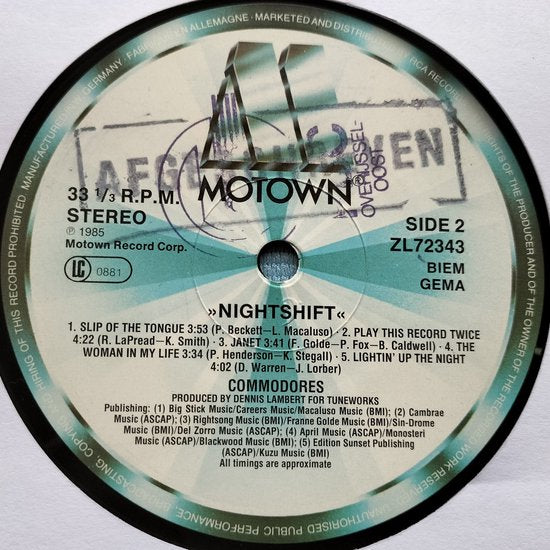 MANUFACTURED IN GERMANY · FABRIQUÉ EN ALLEMAGNE · MARKETED AND DISTRIBUTED
RCA RECORD
AFGESCHREVEN
OVERIJSSEL-
OOST
MOTOWN®
33 1/3 R.P.M.
STEREO
℗ 1985
Motown Record Corp.
LC 0881
SIDE 2
ZL72343
BIEM
GEMA
»NIGHTSHIFT«
1. SLIP OF THE TONGUE 3:53 (P. Beckett—L. Macaluso) · 2. PLAY THIS RECORD TWICE
4:22 (R. LaPread—K. Smith) · 3. JANET 3:41 (F. Golde—P. Fox—B. Caldwell) · 4. THE
WOMAN IN MY LIFE 3:34 (P. Henderson—K. Stegall) · 5. LIGHTIN' UP THE NIGHT
4:02 (D. Warren—J. Lorber)
COMMODORES
PRODUCED BY DENNIS LAMBERT FOR TUNEWORKS
Publishing: (1) Big Stick Music/Careers Music/Macaluso Music (BMI); (2) Cambrae
Music (ASCAP); (3) Rightsong Music/Franne Golde Music/Sin-Drome
Music (BMI)/Del Zorro Music (ASCAP); (4) April Music/Monosteri
Music (ASCAP)/Blackwood Music (BMI); (5) Edition Sunset Publishing
(ASCAP)/Kuzu Music (BMI)
All timings are approximate
RIGHTS OF THE PRODUCER AND OF THE OWNER OF THE
WORK RESERVED UNAUTHORISED PUBLIC PERFORMANCE, BROADCASTING, COPYING AND HIRING OF THIS RECORD PROHIBITED